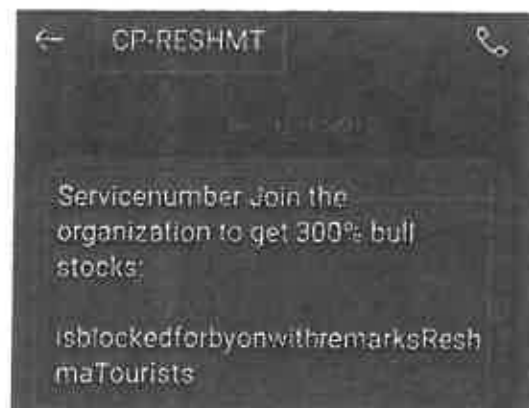 CP-RESHMT
Servicenumber Join the
organization to get 300% bull
stocks:
isblockedforbyonwithremarksResh
maTourists